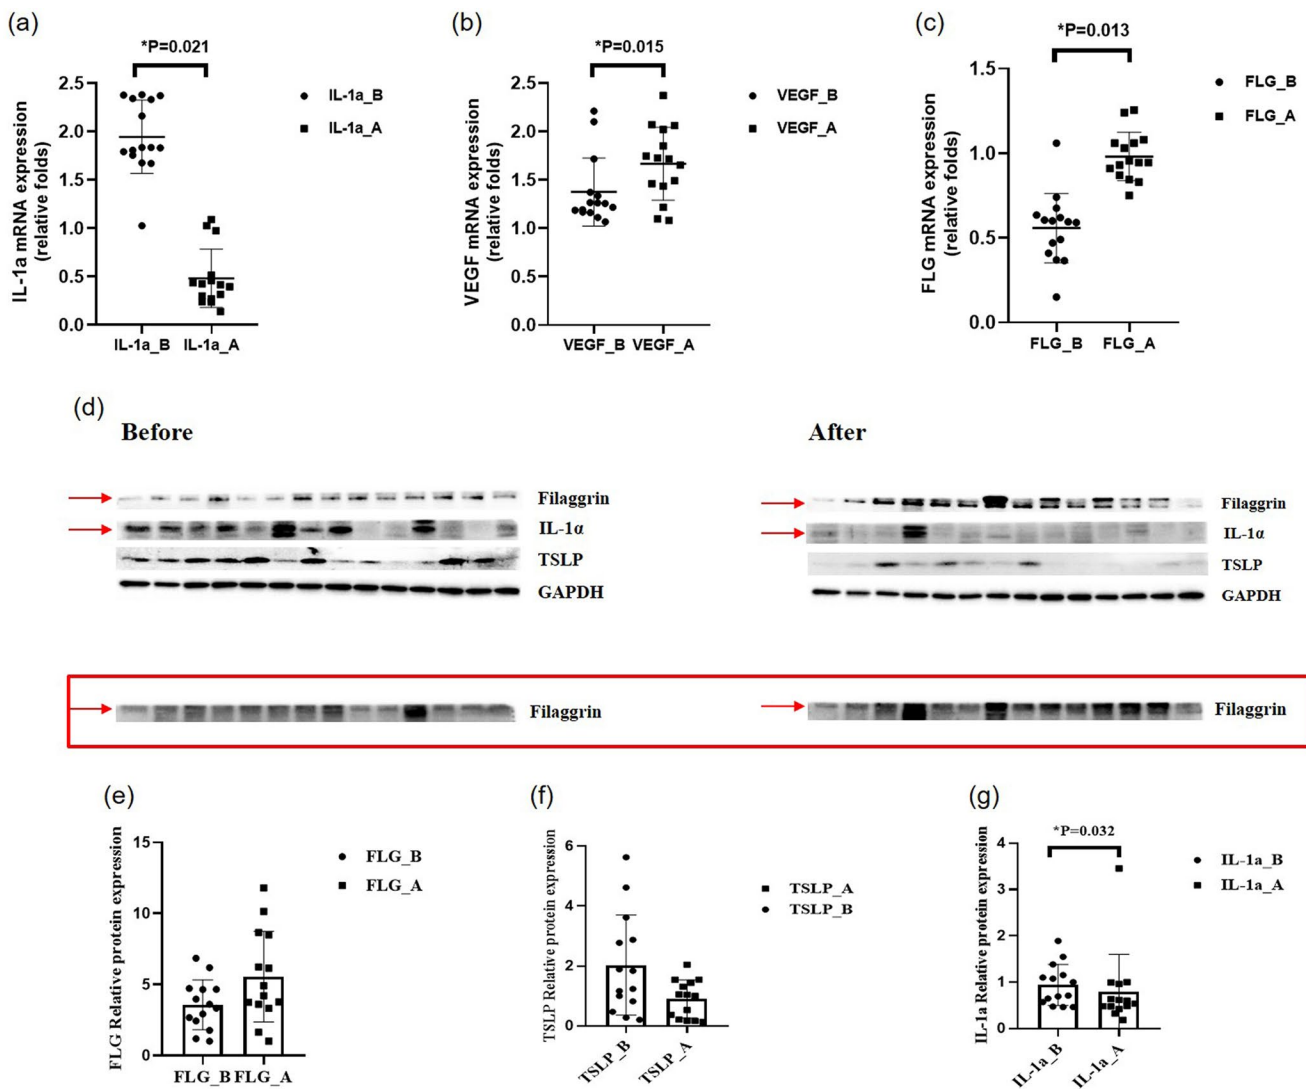 (a)
*P=0.021
IL-1a mRNA expression
(relative folds)
2.5
2.0
1.5
1.0
0.5
0.0
IL-1a_B
IL-1a_A
IL-1a_B
IL-1a_A
(b)
*P=0.015
VEGF mRNA expression
(relative folds)
2.5
2.0
1.5
1.0
0.5
0.0
VEGF_B
VEGF_A
VEGF_B
VEGF_A
(c)
*P=0.013
FLG mRNA expression
(relative folds)
1.5
1.0
0.5
0.0
FLG_B
FLG_A
FLG_B
FLG_A
(d)
Before
Filaggrin
IL-1α
TSLP
GAPDH
After
Filaggrin
IL-1α
TSLP
GAPDH
Filaggrin
Filaggrin
(e)
FLG Relative protein expression
15
10
5
0
FLG_B
FLG_A
FLG_B
FLG_A
(f)
TSLP Relative protein expression
6
4
2
0
TSLP_B
TSLP_A
TSLP_A
TSLP_B
(g)
*P=0.032
IL-1a Relative protein expression
4
3
2
1
0
IL-1a_B
IL-1a_A
IL-1a_B
IL-1a_A